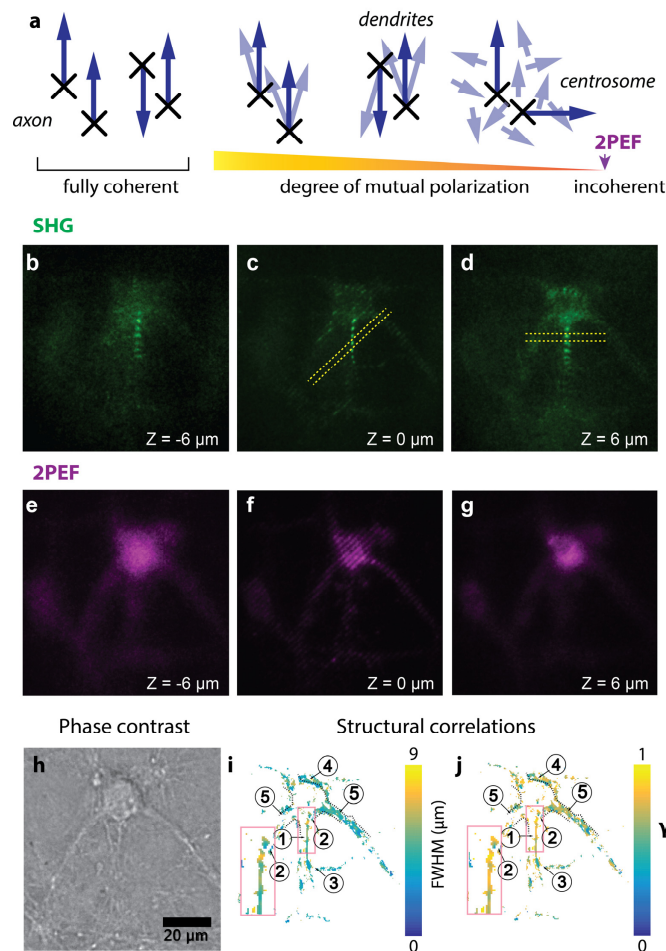 a
dendrites
axon
centrosome
2PEF
fully coherent
degree of mutual polarization
incoherent
SHG
b
c
d
Z = -6 µm
Z = 0 µm
Z = 6 µm
2PEF
e
f
g
Z = -6 µm
Z = 0 µm
Z = 6 µm
Phase contrast
Structural correlations
h
20 µm
i
4
5
5
1
2
2
3
9
FWHM (µm)
0
j
4
5
5
1
2
2
3
1
γ
0